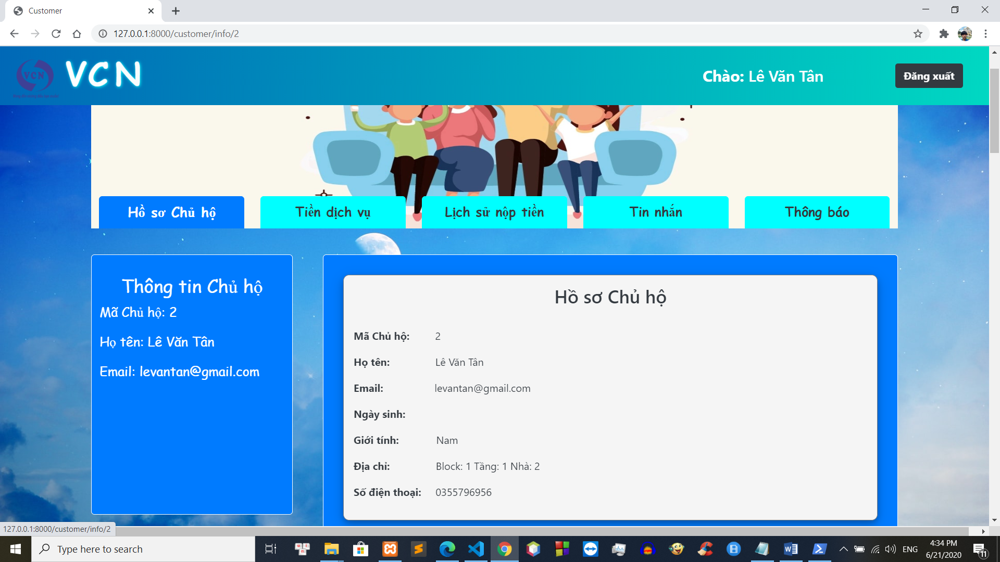 Customer
127.0.0.1:8000/customer/info/2
VCN
VCN
Chào: Lê Văn Tân
Đăng xuất
Hồ sơ Chủ hộ
Tiền dịch vụ
Lịch sử nộp tiền
Tin nhắn
Thông báo
Thông tin Chủ hộ
Mã Chủ hộ: 2
Họ tên: Lê Văn Tân
Email: levantan@gmail.com
Hồ sơ Chủ hộ
Mã Chủ hộ: 2
Họ tên: Lê Văn Tân
Email: levantan@gmail.com
Ngày sinh:
Giới tính: Nam
Địa chỉ: Block: 1 Tầng: 1 Nhà: 2
Số điện thoại: 0355796956
127.0.0.1:8000/customer/info/2
Type here to search
ENG
4:34 PM
6/21/2020
11